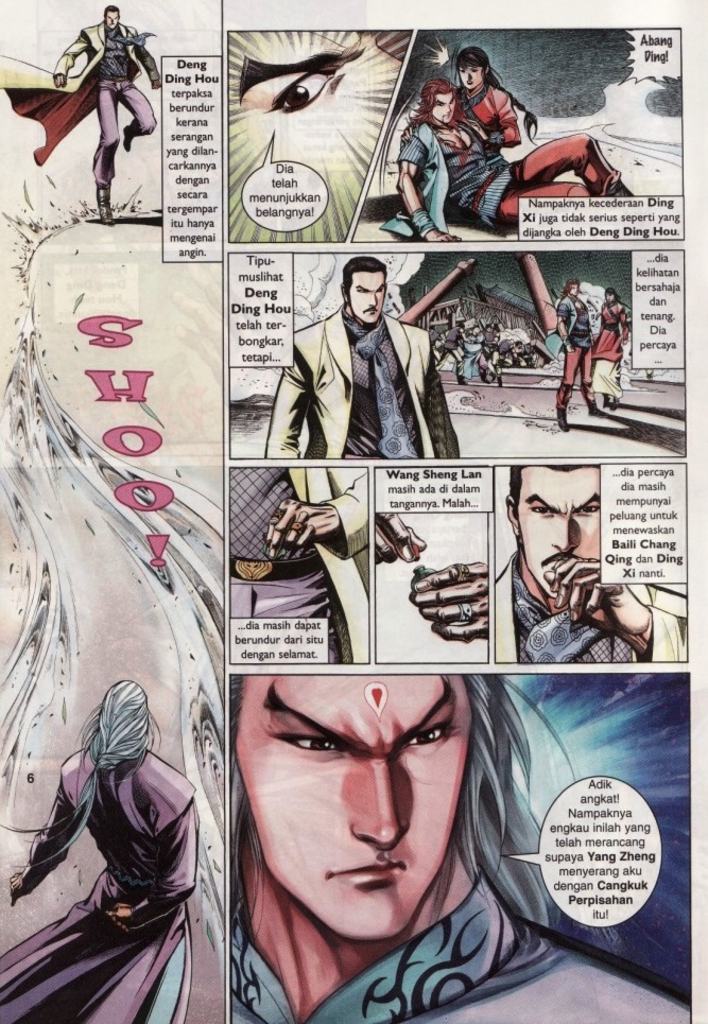 Deng
Ding Hou
terpaksa
berundur
kerana
serangan
yang dilan-
carkannya
dengan
secara
tergempar
itu hanya
mengenai
angin.
SHOO!
Dia
telah
menunjukkan
belangnya!
Abang
Ding!
Nampaknya kecederaan Ding
Xi juga tidak serius seperti yang
dijangka oleh Deng Ding Hou.
Tipu-
muslihat
Deng
Ding Hou
telah ter-
bongkar,
tetapi...
...dia
kelihatan
bersahaja
dan
tenang.
Dia
percaya
...
...dia masih dapat
berundur dari situ
dengan selamat.
Wang Sheng Lan
masih ada di dalam
tangannya. Malah...
...dia percaya
dia masih
mempunyai
peluang untuk
menewaskan
Baili Chang
Qing dan Ding
Xi nanti.
Adik
angkat!
Nampaknya
engkau inilah yang
telah merancang
supaya Yang Zheng
menyerang aku
dengan Cangkuk
Perpisahan
itu!
6